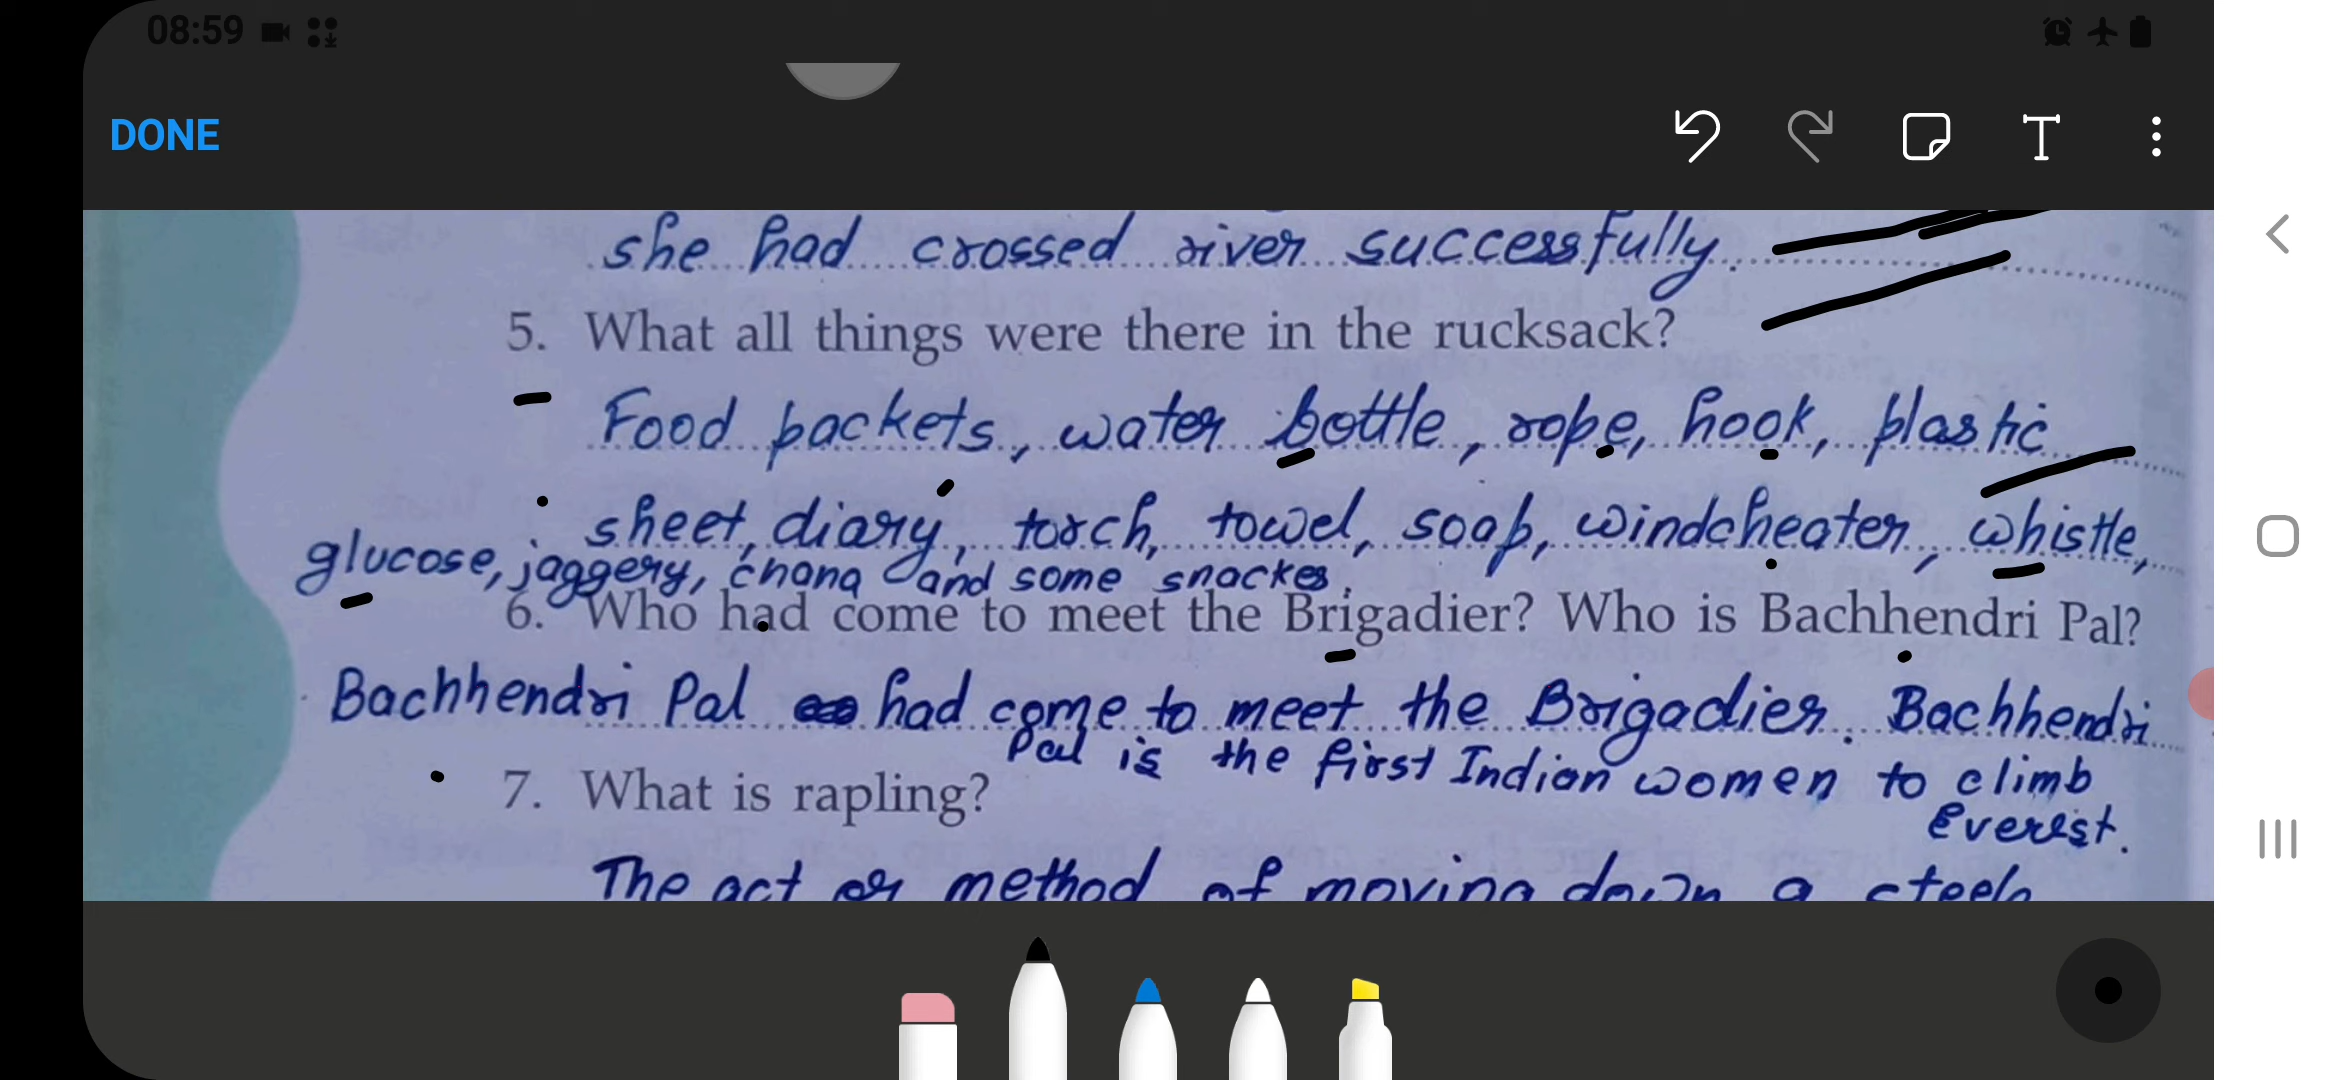 08:59
DONE
T
she had crossed river successfully.
5. What all things were there in the rucksack?
Food packets, water bottle, rope, hook, plastic
sheet, diary, torch, towel, soap, windcheater, whistle,
glucose, jaggery, chana and some snackes.
6. Who had come to meet the Brigadier? Who is Bachhendri Pal?
Bachhendri Pal had come to meet the Brigadier. Bachhendri
Pal is the first Indian women to climb
Everest.
7. What is rapling?
The act or method of moving down a steep